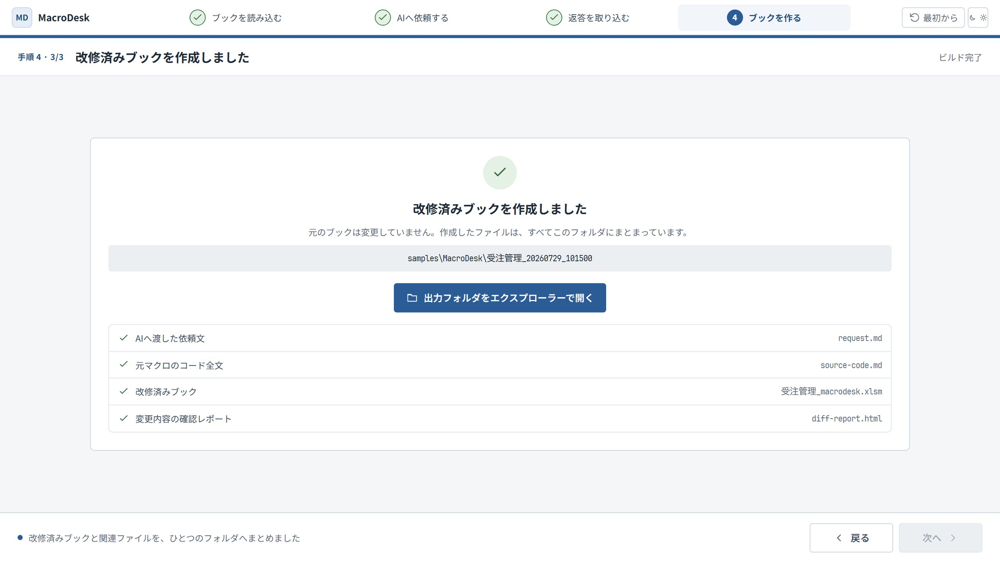 MD MacroDesk
ブックを読み込む
AIへ依頼する
返答を取り込む
4 ブックを作る
最初から
手順 4 · 3/3 改修済みブックを作成しました
ビルド完了
改修済みブックを作成しました
元のブックは変更していません。作成したファイルは、すべてこのフォルダにまとまっています。
samples\MacroDesk\受注管理_20260729_101500
出力フォルダをエクスプローラーで開く
AIへ渡した依頼文 request.md
元マクロのコード全文 source-code.md
改修済みブック 受注管理_macrodesk.xlsm
変更内容の確認レポート diff-report.html
改修済みブックと関連ファイルを、ひとつのフォルダへまとめました
戻る
次へ